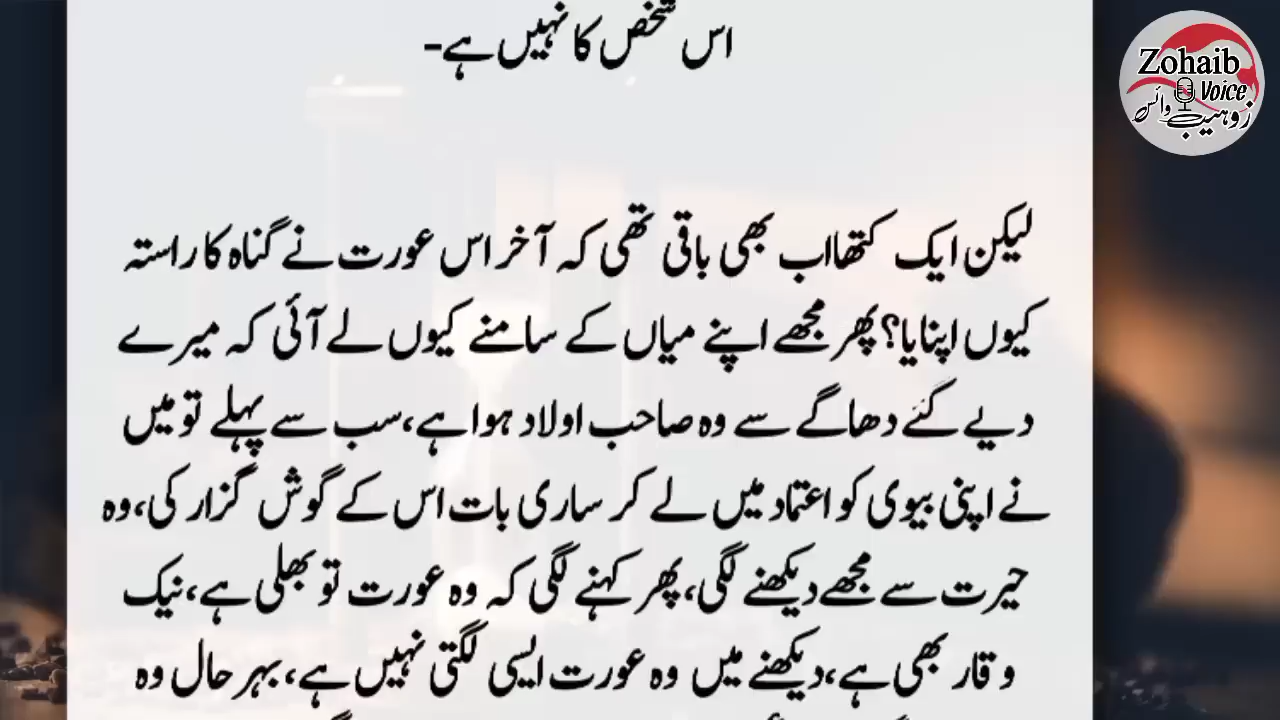 اس شخص کا نہیں ہے-
لیکن ایک کتھا اب بھی باقی تھی کہ آخر اس عورت نے گناہ کا راستہ
کیوں اپنایا؟ پھر مجھے اپنے میاں کے سامنے کیوں لے آئی کہ میرے
دیے گئے دھاگے سے وہ صاحب اولاد ہوا ہے، سب سے پہلے تو میں
نے اپنی بیوی کو اعتماد میں لے کر ساری بات اس کے گوش گزار کی، وہ
حیرت سے مجھے دیکھنے لگی، پھر کہنے لگی کہ وہ عورت تو بھلی ہے، نیک
و قار بھی ہے، دیکھنے میں وہ عورت ایسی لگتی نہیں ہے، بہر حال وہ
Zohaib
Voice
زوہیب وائس